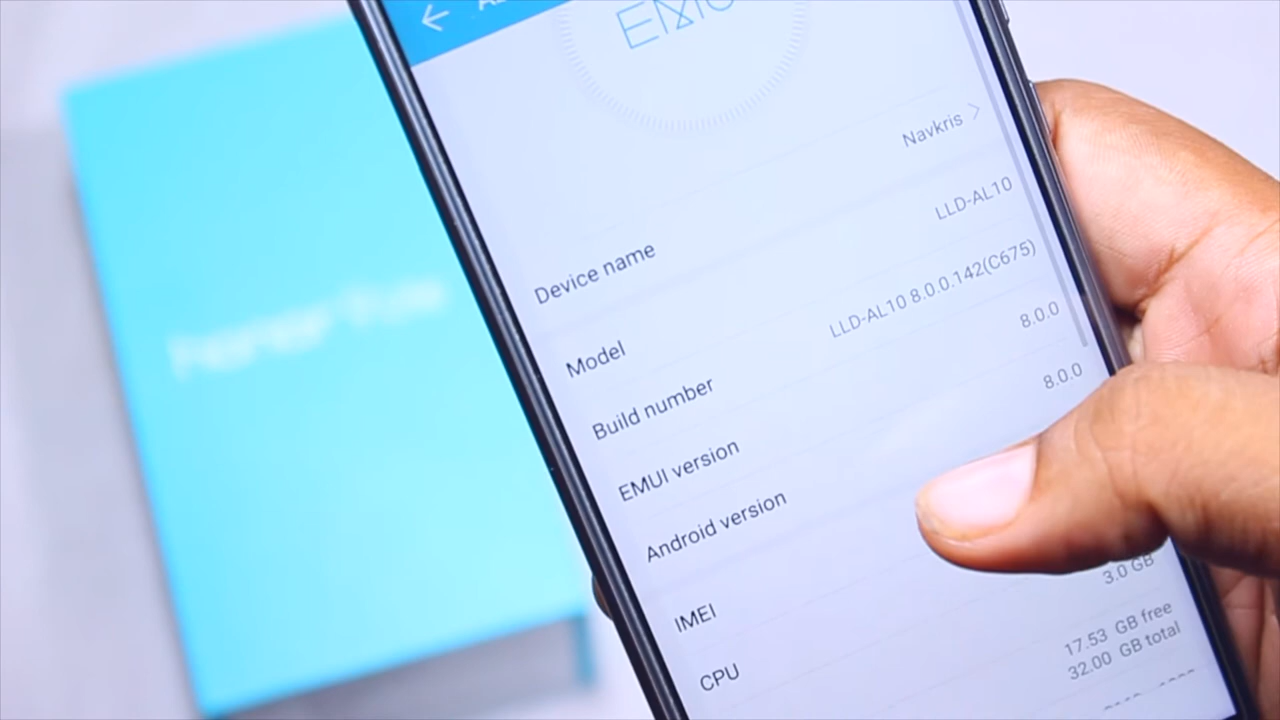 EMU
Device name Navkris
Model LLD-AL10
Build number LLD-AL10 8.0.0.142(C675)
EMUI version 8.0.0
Android version 8.0.0
IMEI
CPU
3.0 GB
17.53 GB free
32.00 GB total
honor